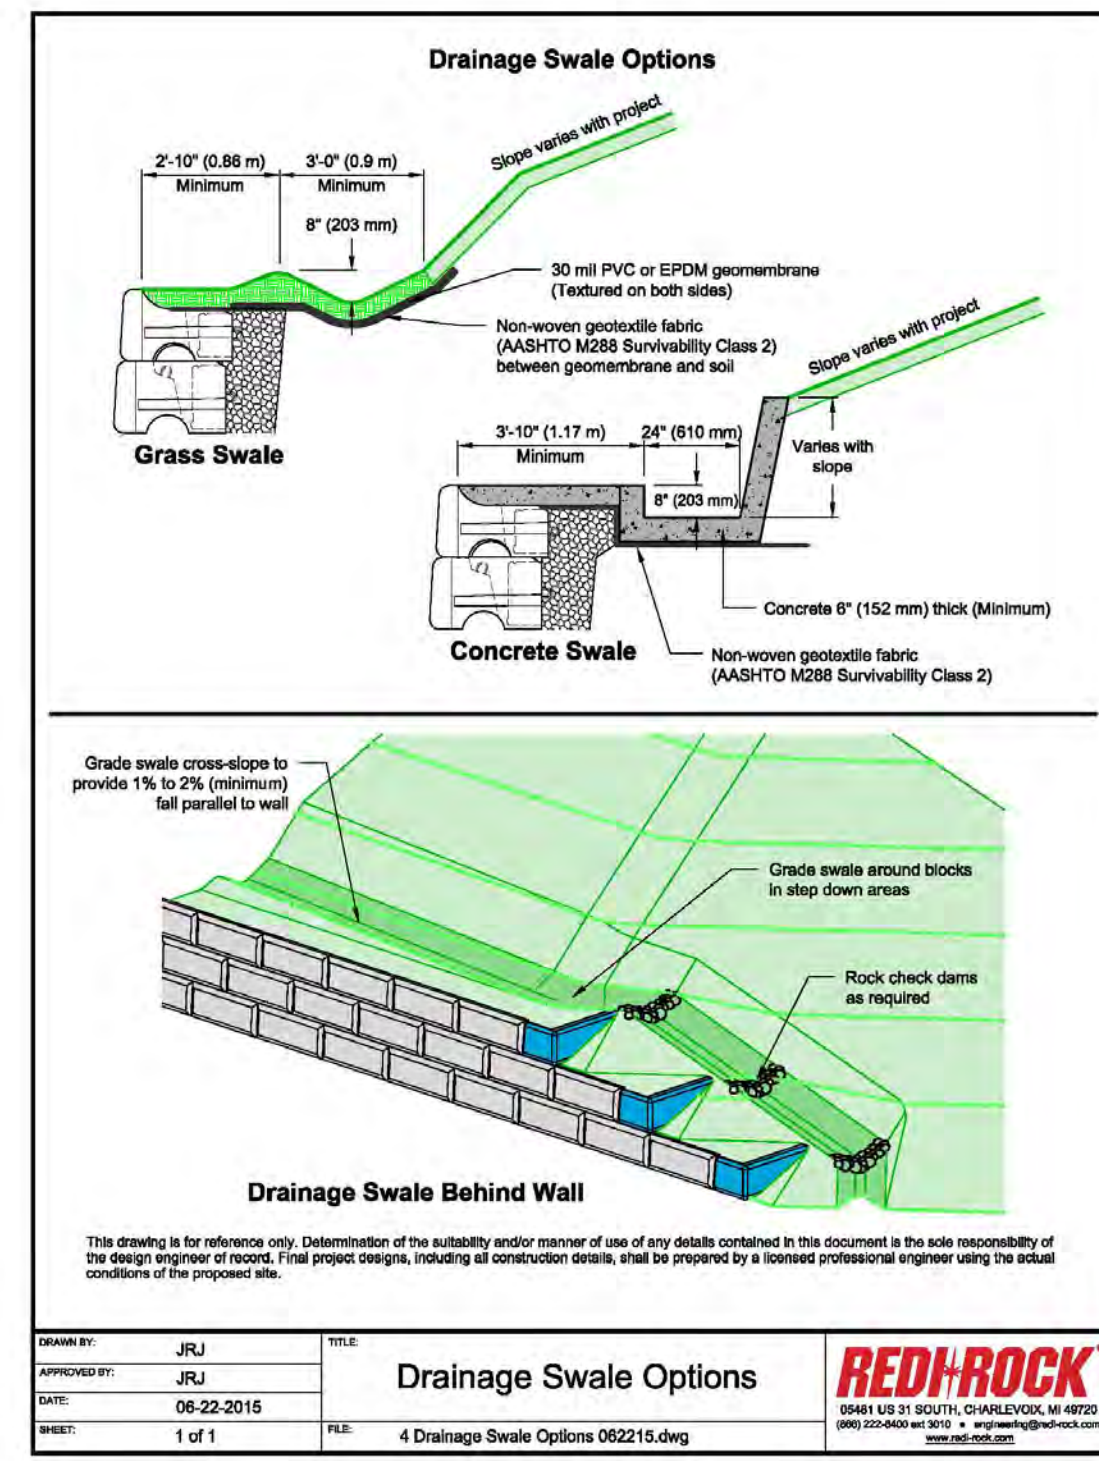 Drainage Swale Options
Slope varies with project
2'-10" (0.86 m)
Minimum
3'-0" (0.9 m)
Minimum
8" (203 mm)
30 mil PVC or EPDM geomembrane
(Textured on both sides)
Non-woven geotextile fabric
(AASHTO M288 Survivability Class 2)
between geomembrane and soil
Grass Swale
Slope varies with project
3'-10" (1.17 m)
Minimum
24" (610 mm)
Varies with
slope
8" (203 mm)
Concrete 6" (152 mm) thick (Minimum)
Concrete Swale
Non-woven geotextile fabric
(AASHTO M288 Survivability Class 2)
Grade swale cross-slope to
provide 1% to 2% (minimum)
fall parallel to wall
Grade swale around blocks
in step down areas
Rock check dams
as required
Drainage Swale Behind Wall
This drawing is for reference only. Determination of the suitability and/or manner of use of any details contained in this document is the sole responsibility of
the design engineer of record. Final project designs, including all construction details, shall be prepared by a licensed professional engineer using the actual
conditions of the proposed site.
DRAWN BY:
JRJ
APPROVED BY:
JRJ
DATE:
06-22-2015
SHEET:
1 of 1
TITLE:
Drainage Swale Options
FILE:
4 Drainage Swale Options 062215.dwg
REDI-ROCK
05481 US 31 SOUTH, CHARLEVOIX, MI 49720
(866) 222-8400 ext 3010 • engineering@redi-rock.com
www.redi-rock.com